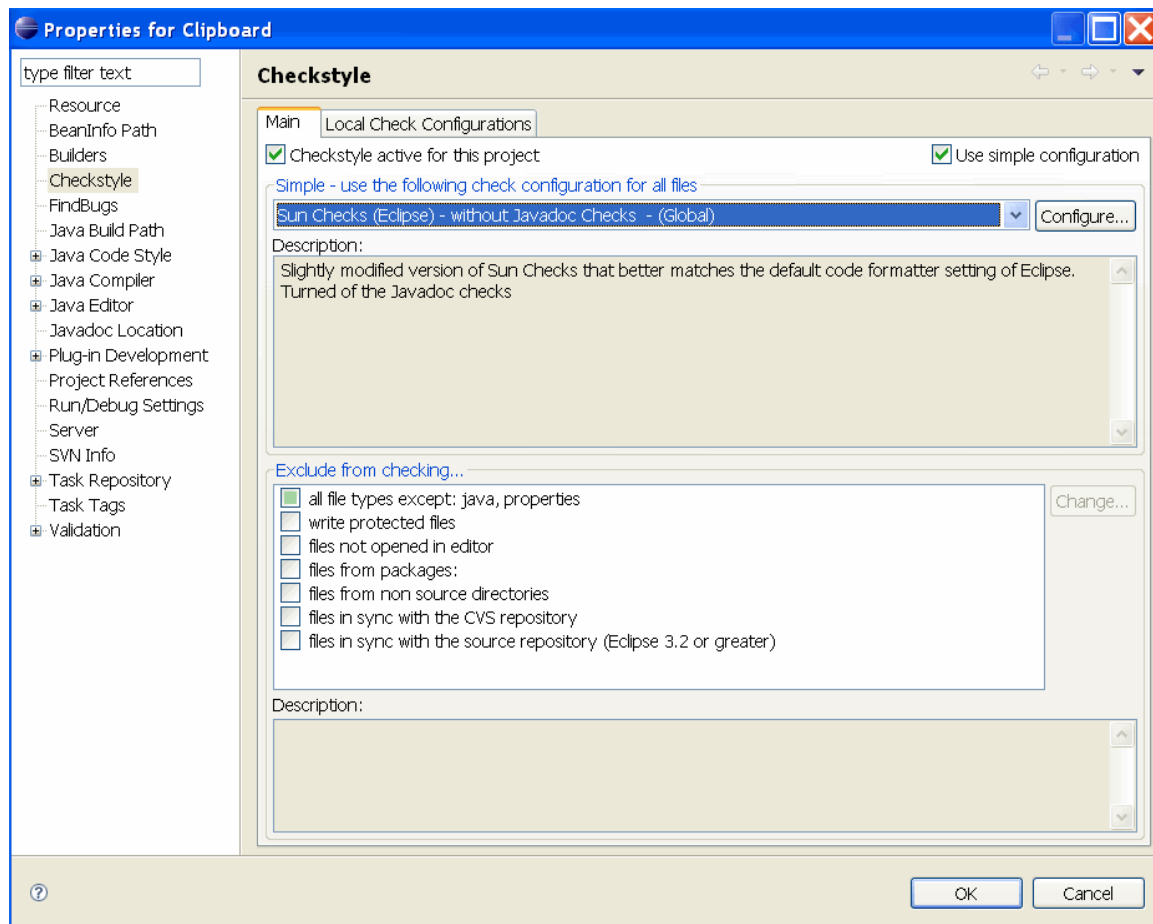 Properties for Clipboard
type filter text
Resource
BeanInfo Path
Builders
Checkstyle
FindBugs
Java Build Path
Java Code Style
Java Compiler
Java Editor
Javadoc Location
Plug-in Development
Project References
Run/Debug Settings
Server
SVN Info
Task Repository
Task Tags
Validation
Checkstyle
Main Local Check Configurations
Checkstyle active for this project Use simple configuration
Simple - use the following check configuration for all files
Sun Checks (Eclipse) - without Javadoc Checks - (Global) Configure...
Description:
Slightly modified version of Sun Checks that better matches the default code formatter setting of Eclipse.
Turned of the Javadoc checks
Exclude from checking...
all file types except: java, properties Change...
write protected files
files not opened in editor
files from packages:
files from non source directories
files in sync with the CVS repository
files in sync with the source repository (Eclipse 3.2 or greater)
Description:
? OK Cancel